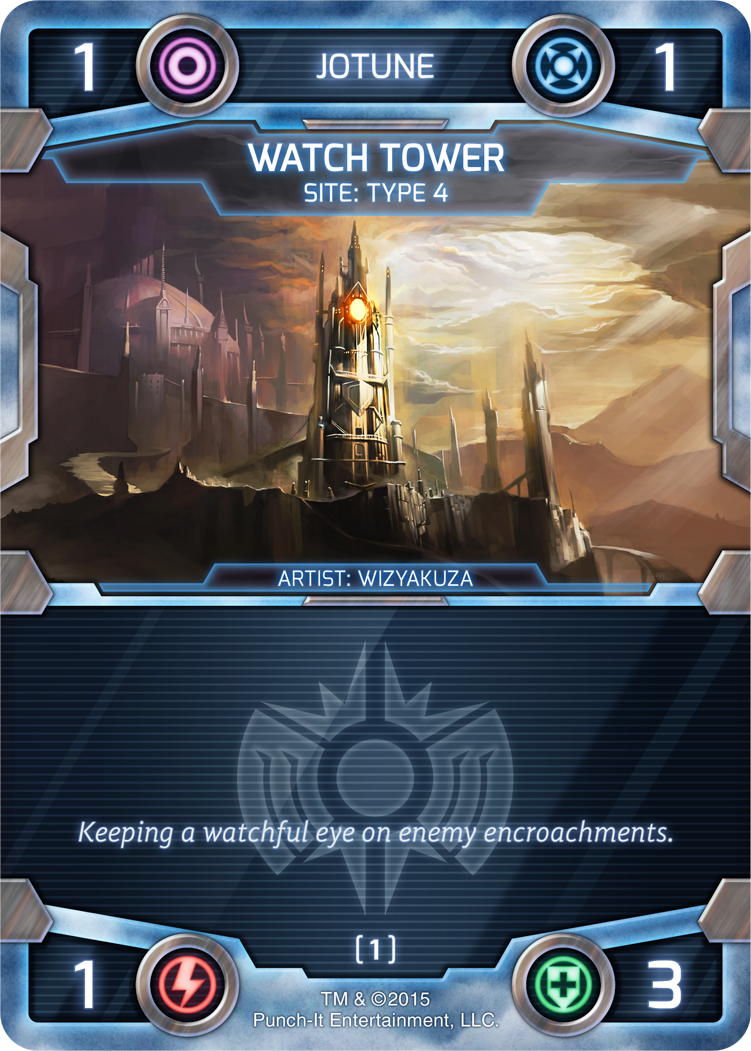 1 JOTUNE 1
WATCH TOWER
SITE: TYPE 4
ARTIST: WIZYAKUZA
Keeping a watchful eye on enemy encroachments.
[1]
1 3
TM & ©2015
Punch-It Entertainment, LLC.